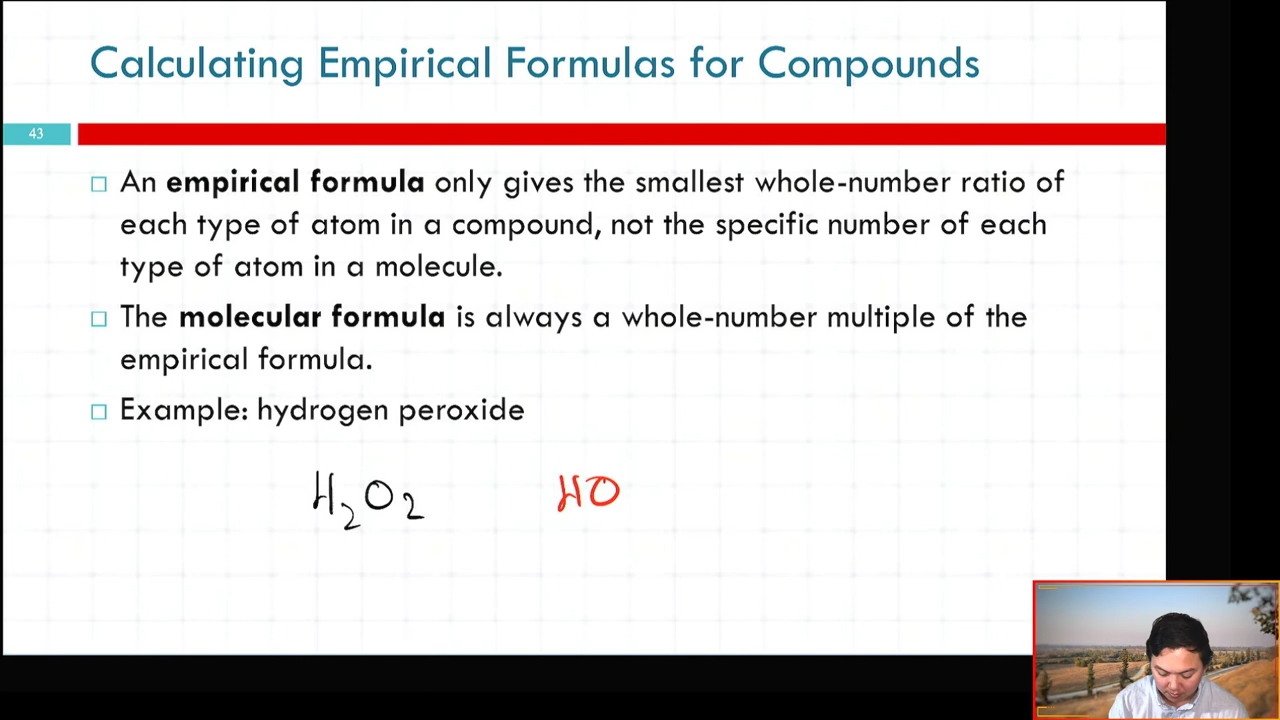 Calculating Empirical Formulas for Compounds
43
An empirical formula only gives the smallest whole-number ratio of
each type of atom in a compound, not the specific number of each
type of atom in a molecule.
The molecular formula is always a whole-number multiple of the
empirical formula.
Example: hydrogen peroxide
H₂O₂ HO